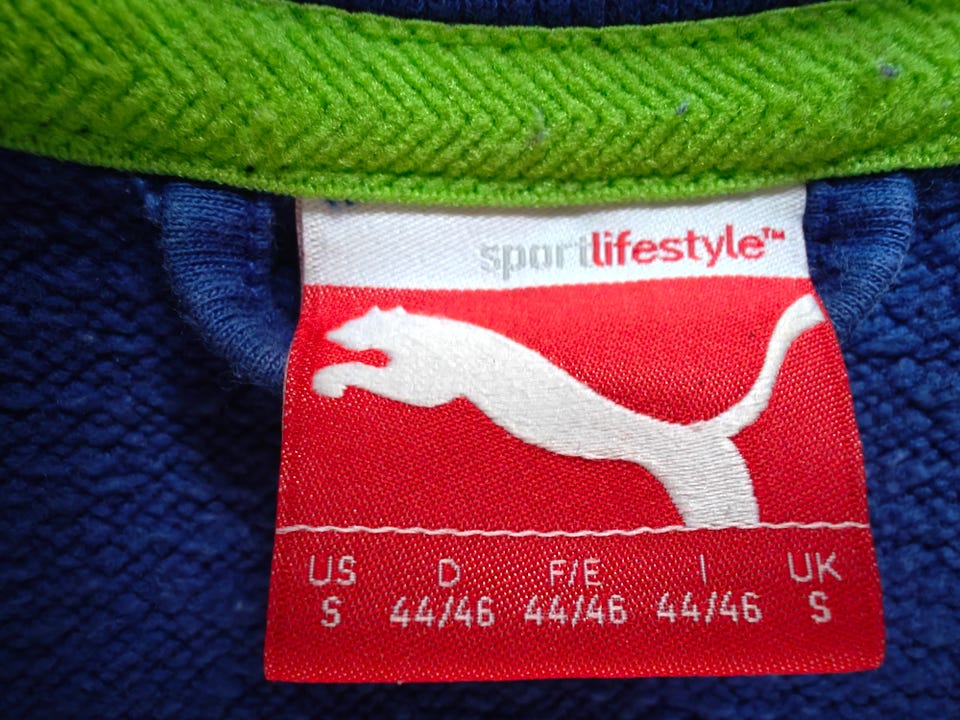 sportlifestyle™
US D F/E I UK
S 44/46 44/46 44/46 S